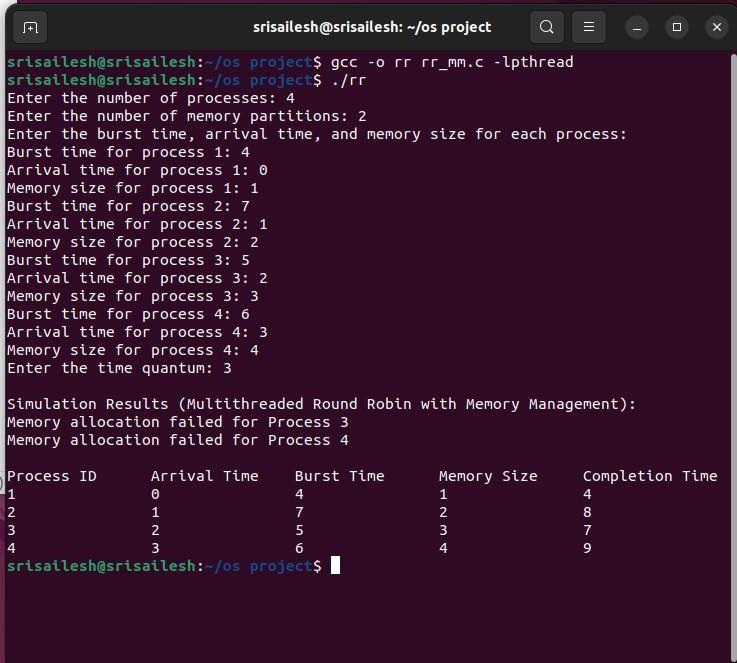 srisailesh@srisailesh: ~/os project
srisailesh@srisailesh:~/os project$ gcc -o rr rr_mm.c -lpthread
srisailesh@srisailesh:~/os project$ ./rr
Enter the number of processes: 4
Enter the number of memory partitions: 2
Enter the burst time, arrival time, and memory size for each process:
Burst time for process 1: 4
Arrival time for process 1: 0
Memory size for process 1: 1
Burst time for process 2: 7
Arrival time for process 2: 1
Memory size for process 2: 2
Burst time for process 3: 5
Arrival time for process 3: 2
Memory size for process 3: 3
Burst time for process 4: 6
Arrival time for process 4: 3
Memory size for process 4: 4
Enter the time quantum: 3
Simulation Results (Multithreaded Round Robin with Memory Management):
Memory allocation failed for Process 3
Memory allocation failed for Process 4
Process ID Arrival Time Burst Time Memory Size Completion Time
1 0 4 1 4
2 1 7 2 8
3 2 5 3 7
4 3 6 4 9
srisailesh@srisailesh:~/os project$